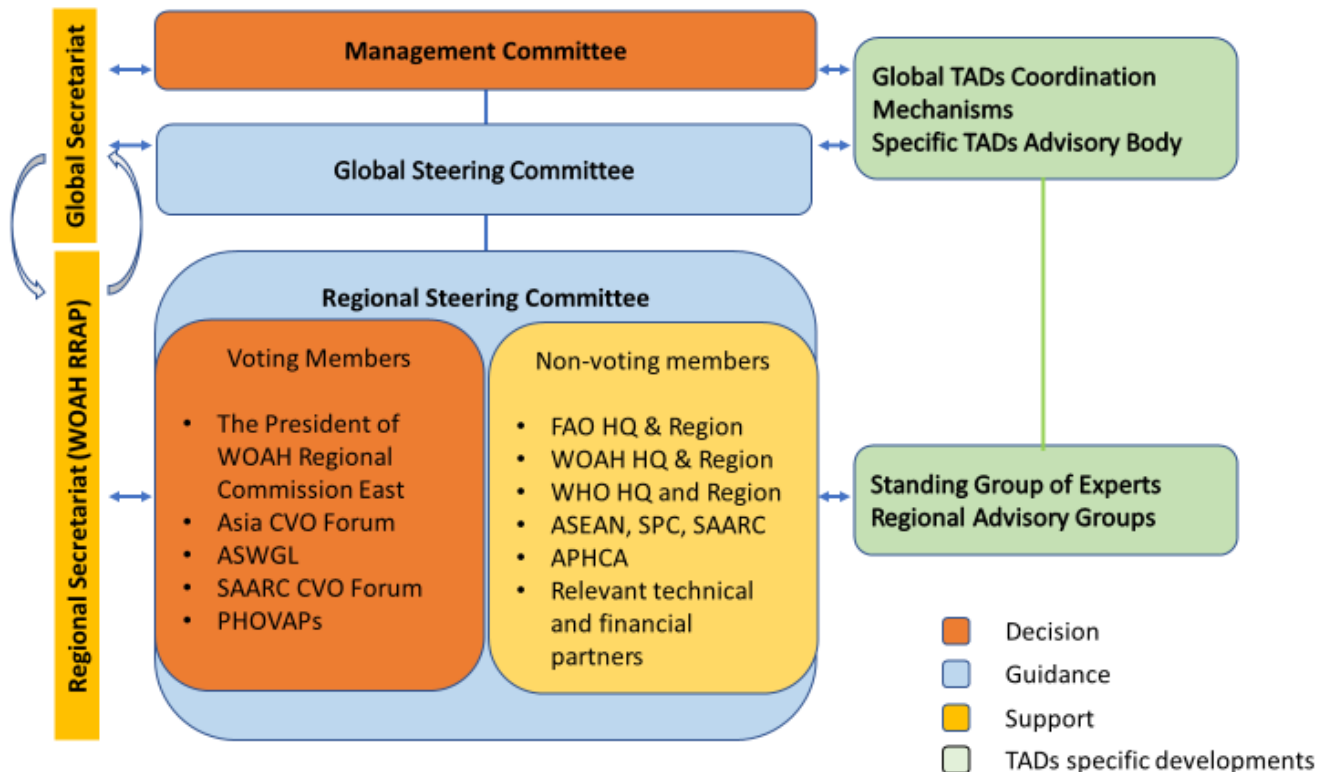 Global Secretariat
Management Committee
Global TADs Coordination
Mechanisms
Specific TADs Advisory Body
Global Steering Committee
Regional Secretariat (WOAH RRAP)
Regional Steering Committee
Voting Members
• The President of
WOAH Regional
Commission East
• Asia CVO Forum
• ASWGL
• SAARC CVO Forum
• PHOVAPs
Non-voting members
• FAO HQ & Region
• WOAH HQ & Region
• WHO HQ and Region
• ASEAN, SPC, SAARC
• APHCA
• Relevant technical
and financial
partners
Standing Group of Experts
Regional Advisory Groups
Decision
Guidance
Support
TADs specific developments